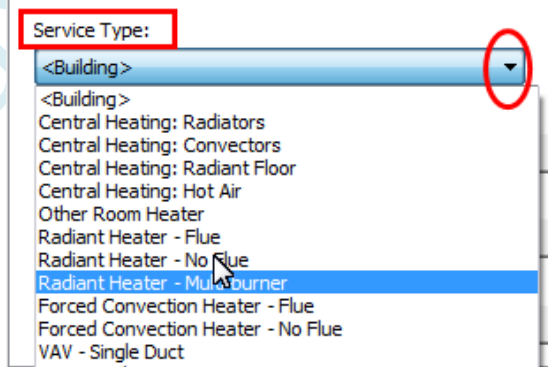 Service Type:
<Building>
<Building>
Central Heating: Radiators
Central Heating: Convectors
Central Heating: Radiant Floor
Central Heating: Hot Air
Other Room Heater
Radiant Heater - Flue
Radiant Heater - No Flue
Radiant Heater - Multiburner
Forced Convection Heater - Flue
Forced Convection Heater - No Flue
VAV - Single Duct